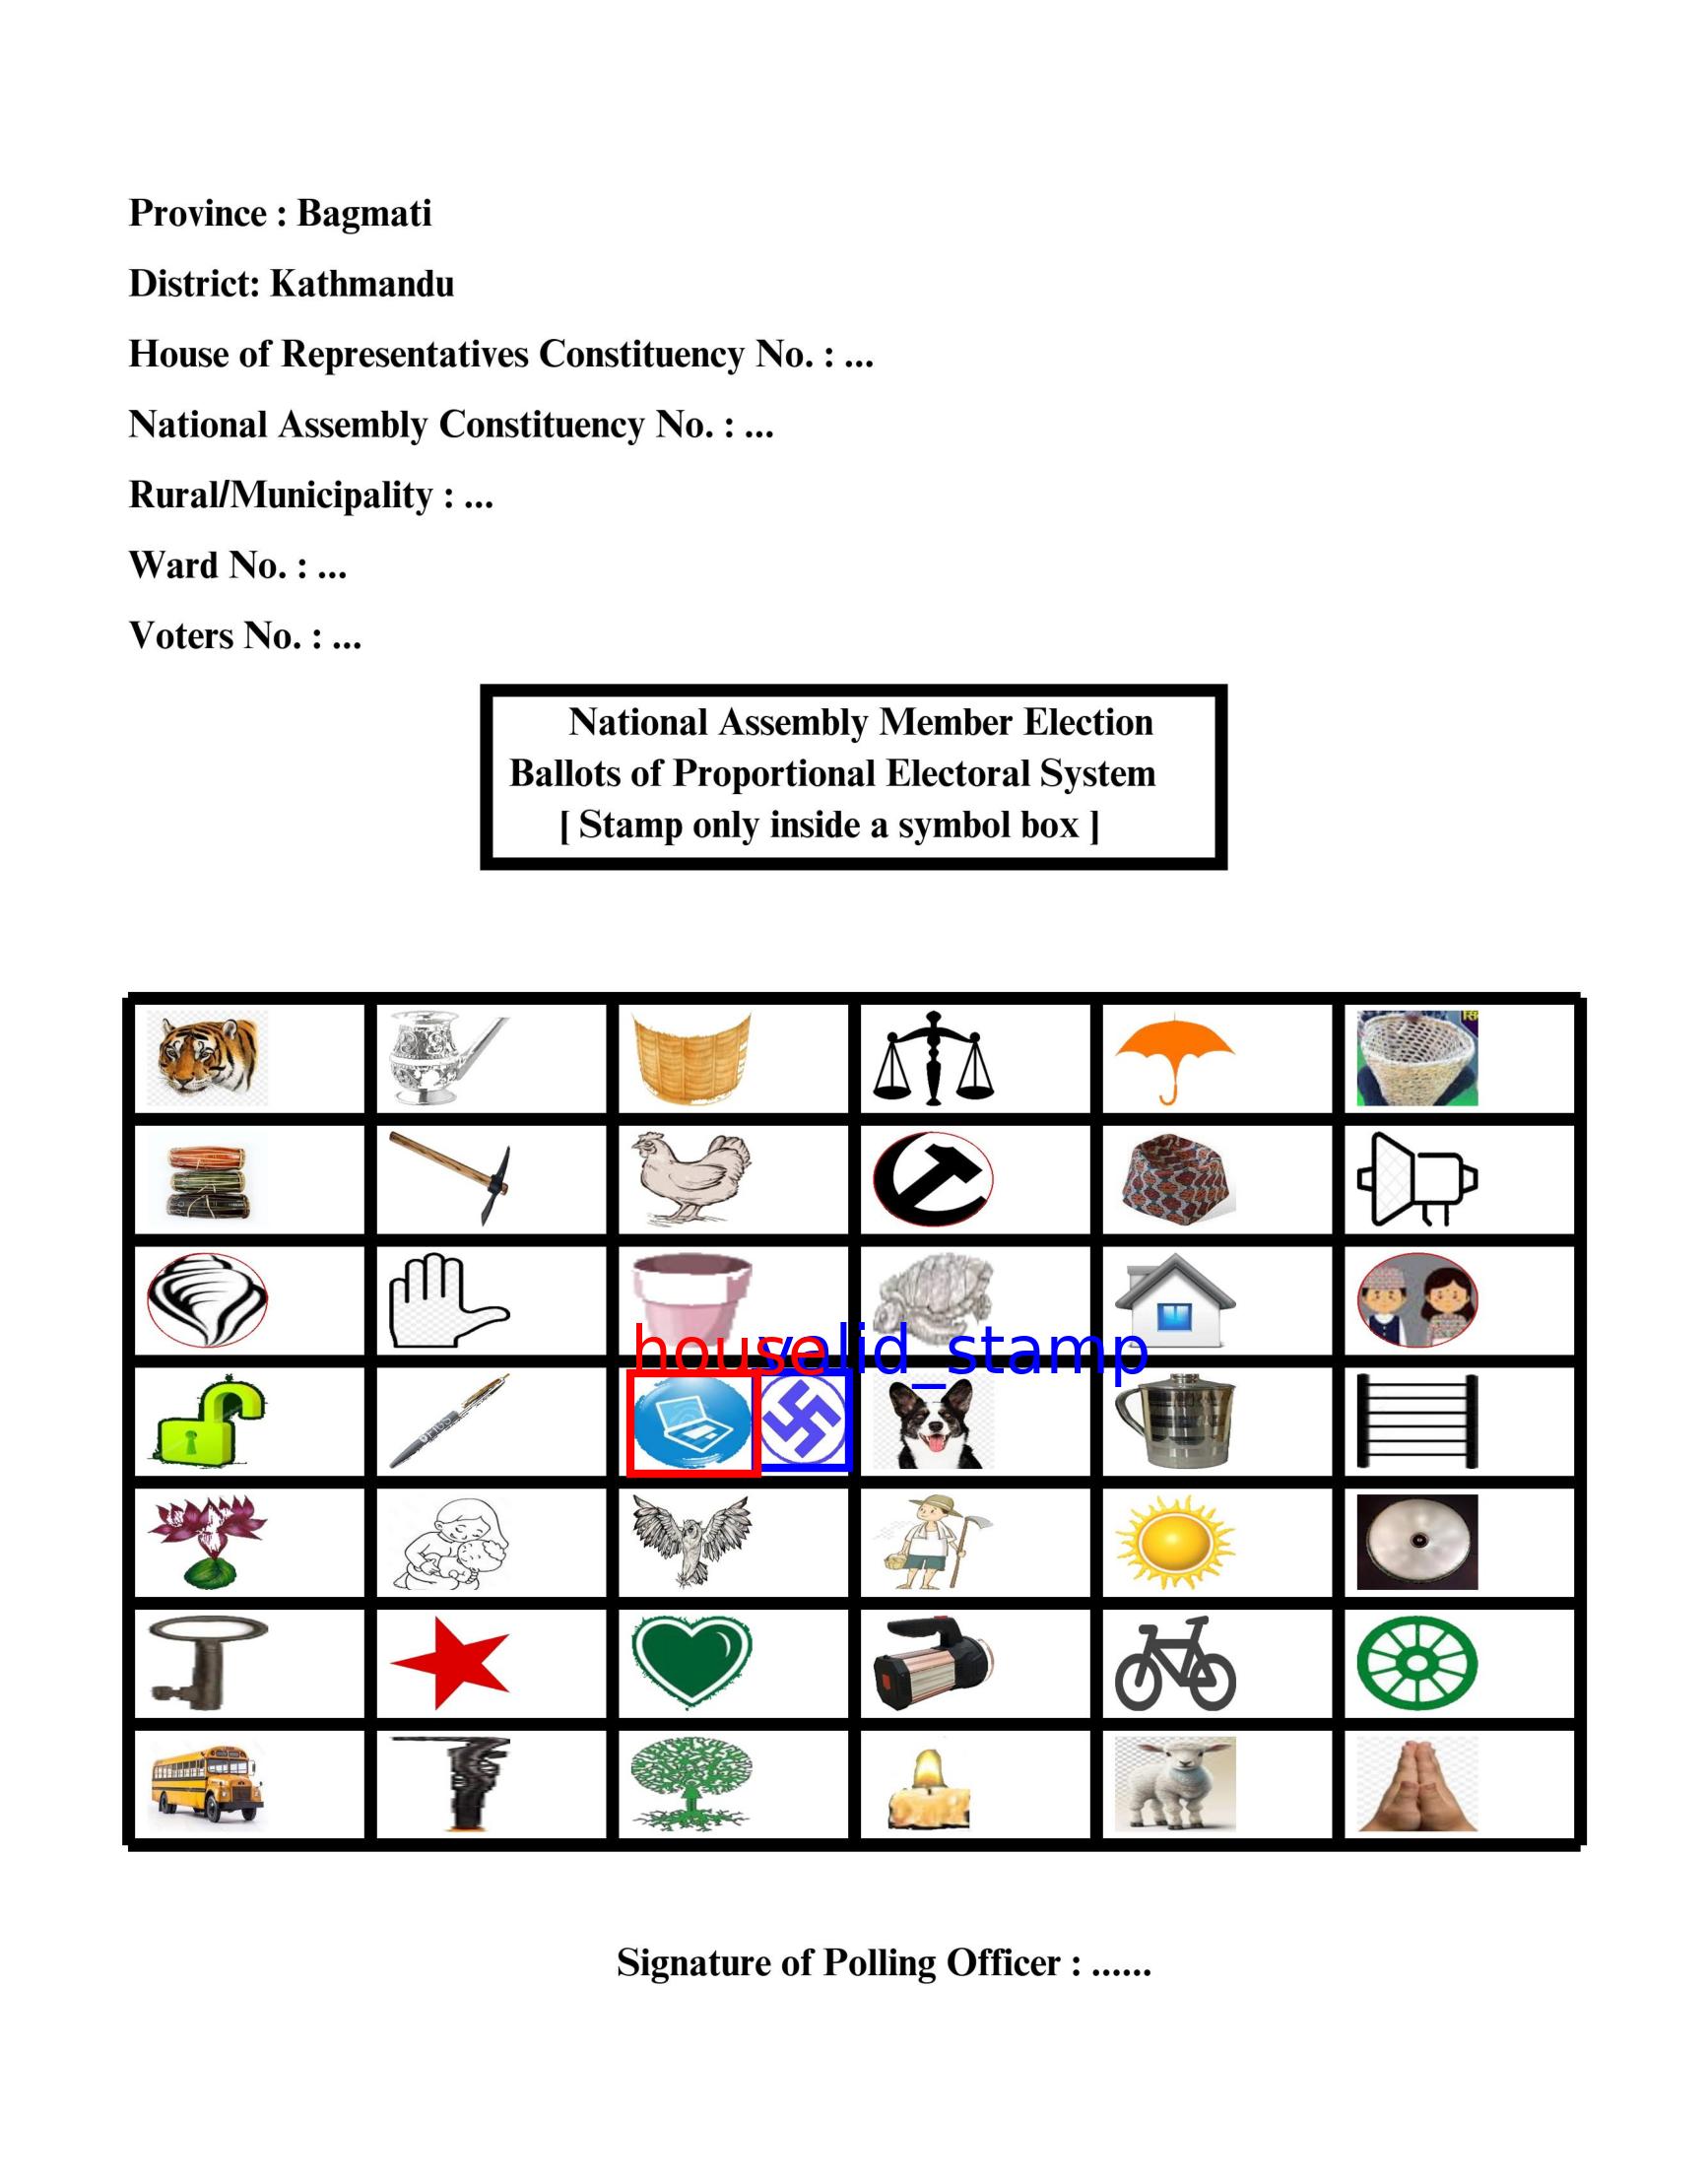 Province : Bagmati
District: Kathmandu
House of Representatives Constituency No. : ...
National Assembly Constituency No. : ...
Rural/Municipality : ...
Ward No. : ...
Voters No. : ...
National Assembly Member Election
Ballots of Proportional Electoral System
[ Stamp only inside a symbol box ]
house
valid_stamp
Signature of Polling Officer : ......